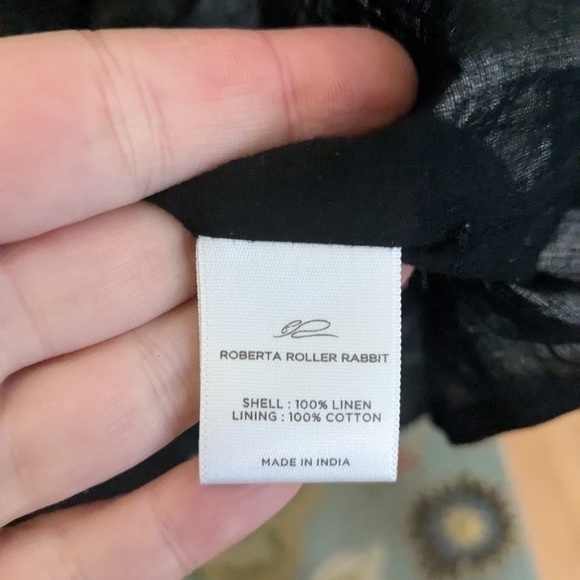 ROBERTA ROLLER RABBIT
SHELL : 100% LINEN
LINING : 100% COTTON
MADE IN INDIA